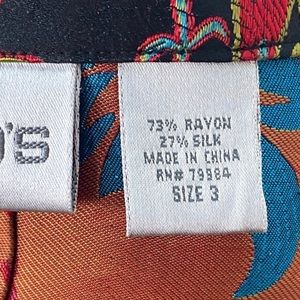 'S
73% RAYON
27% SILK
MADE IN CHINA
RN# 79984
SIZE 3